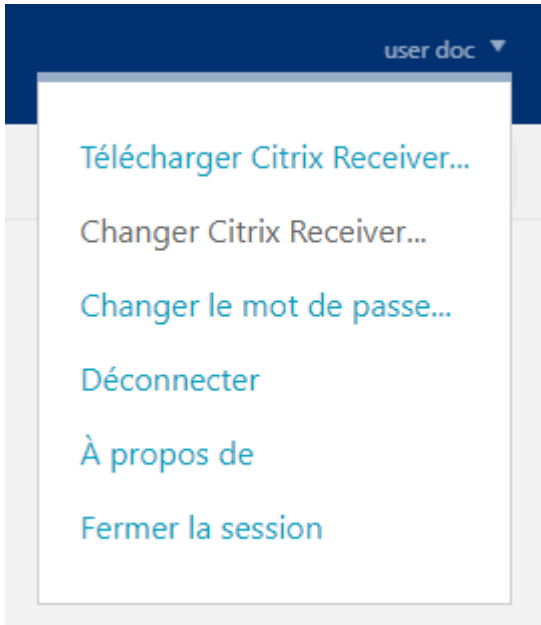 user doc
Télécharger Citrix Receiver...
Changer Citrix Receiver...
Changer le mot de passe...
Déconnecter
À propos de
Fermer la session